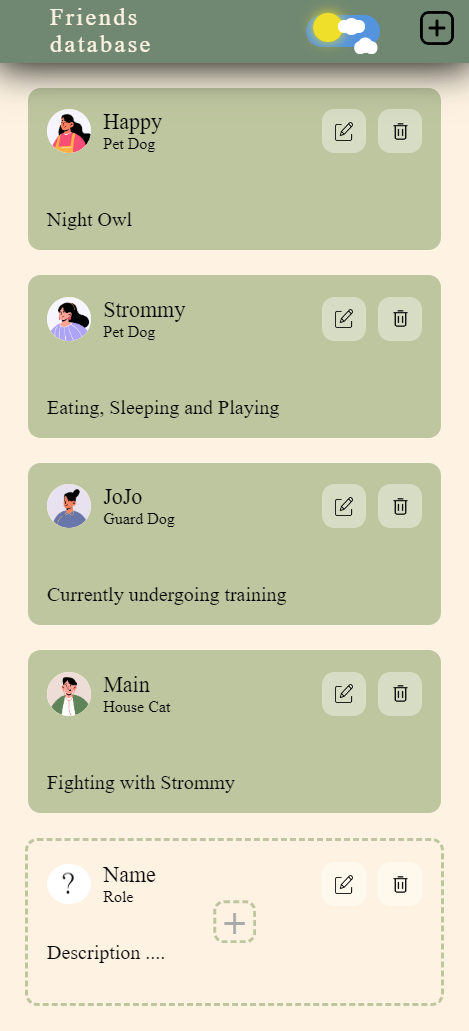 Friends
database
Happy
Pet Dog
Night Owl
Strommy
Pet Dog
Eating, Sleeping and Playing
JoJo
Guard Dog
Currently undergoing training
Main
House Cat
Fighting with Strommy
?
Name
Role
Description ....